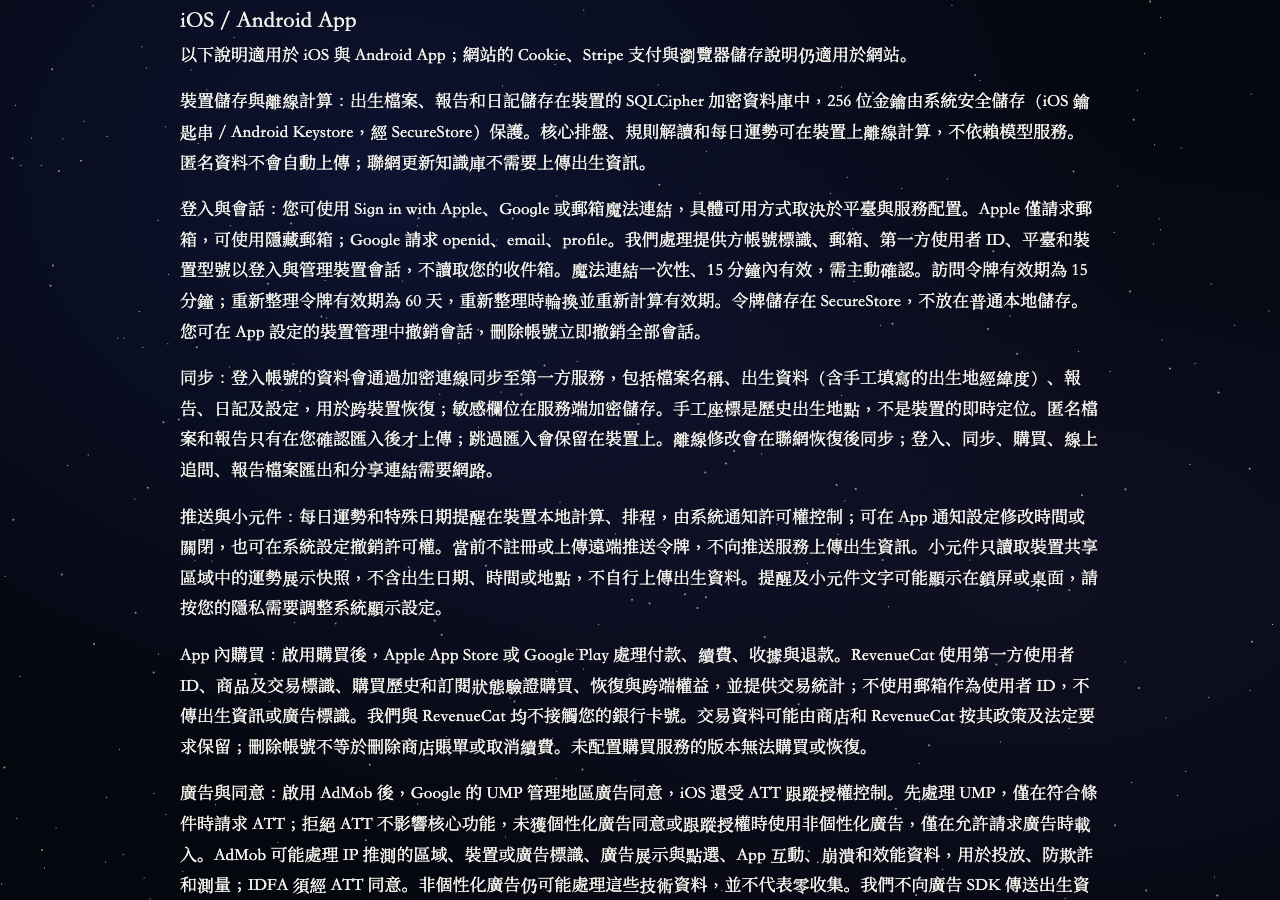 iOS / Android App
以下說明適用於 iOS 與 Android App；網站的 Cookie、Stripe 支付與瀏覽器儲存說明仍適用於網站。
裝置儲存與離線計算：出生檔案、報告和日記儲存在裝置的 SQLCipher 加密資料庫中，256 位金鑰由系統安全儲存（iOS 鑰
匙串 / Android Keystore，經 SecureStore）保護。核心排盤、規則解讀和每日運勢可在裝置上離線計算，不依賴模型服務。
匿名資料不會自動上傳；聯網更新知識庫不需要上傳出生資訊。
登入與會話：您可使用 Sign in with Apple、Google 或郵箱魔法連結，具體可用方式取決於平臺與服務配置。Apple 僅請求郵
箱，可使用隱藏郵箱；Google 請求 openid、email、profile。我們處理提供方帳號標識、郵箱、第一方使用者 ID、平臺和裝
置型號以登入與管理裝置會話，不讀取您的收件箱。魔法連結一次性、15 分鐘內有效，需主動確認。訪問令牌有效期為 15
分鐘；重新整理令牌有效期為 60 天，重新整理時輪換並重新計算有效期。令牌儲存在 SecureStore，不放在普通本地儲存。
您可在 App 設定的裝置管理中撤銷會話，刪除帳號立即撤銷全部會話。
同步：登入帳號的資料會通過加密連線同步至第一方服務，包括檔案名稱、出生資料（含手工填寫的出生地經緯度）、報
告、日記及設定，用於跨裝置恢復；敏感欄位在服務端加密儲存。手工座標是歷史出生地點，不是裝置的即時定位。匿名檔
案和報告只有在您確認匯入後才上傳；跳過匯入會保留在裝置上。離線修改會在聯網恢復後同步；登入、同步、購買、線上
追問、報告檔案匯出和分享連結需要網路。
推送與小元件：每日運勢和特殊日期提醒在裝置本地計算、排程，由系統通知許可權控制；可在 App 通知設定修改時間或
關閉，也可在系統設定撤銷許可權。當前不註冊或上傳遠端推送令牌，不向推送服務上傳出生資訊。小元件只讀取裝置共享
區域中的運勢展示快照，不含出生日期、時間或地點，不自行上傳出生資料。提醒及小元件文字可能顯示在鎖屏或桌面，請
按您的隱私需要調整系統顯示設定。
App 內購買：啟用購買後，Apple App Store 或 Google Play 處理付款、續費、收據與退款。RevenueCat 使用第一方使用者
ID、商品及交易標識、購買歷史和訂閱狀態驗證購買、恢復與跨端權益，並提供交易統計；不使用郵箱作為使用者 ID，不
傳出生資訊或廣告標識。我們與 RevenueCat 均不接觸您的銀行卡號。交易資料可能由商店和 RevenueCat 按其政策及法定要
求保留；刪除帳號不等於刪除商店賬單或取消續費。未配置購買服務的版本無法購買或恢復。
廣告與同意：啟用 AdMob 後，Google 的 UMP 管理地區廣告同意，iOS 還受 ATT 跟蹤授權控制。先處理 UMP，僅在符合條
件時請求 ATT；拒絕 ATT 不影響核心功能，未獲個性化廣告同意或跟蹤授權時使用非個性化廣告，僅在允許請求廣告時載
入。AdMob 可能處理 IP 推測的區域、裝置或廣告標識、廣告展示與點選、App 互動、崩潰和效能資料，用於投放、防欺詐
和測量；IDFA 須經 ATT 同意。非個性化廣告仍可能處理這些技術資料，並不代表零收集。我們不向廣告 SDK 傳送出生資